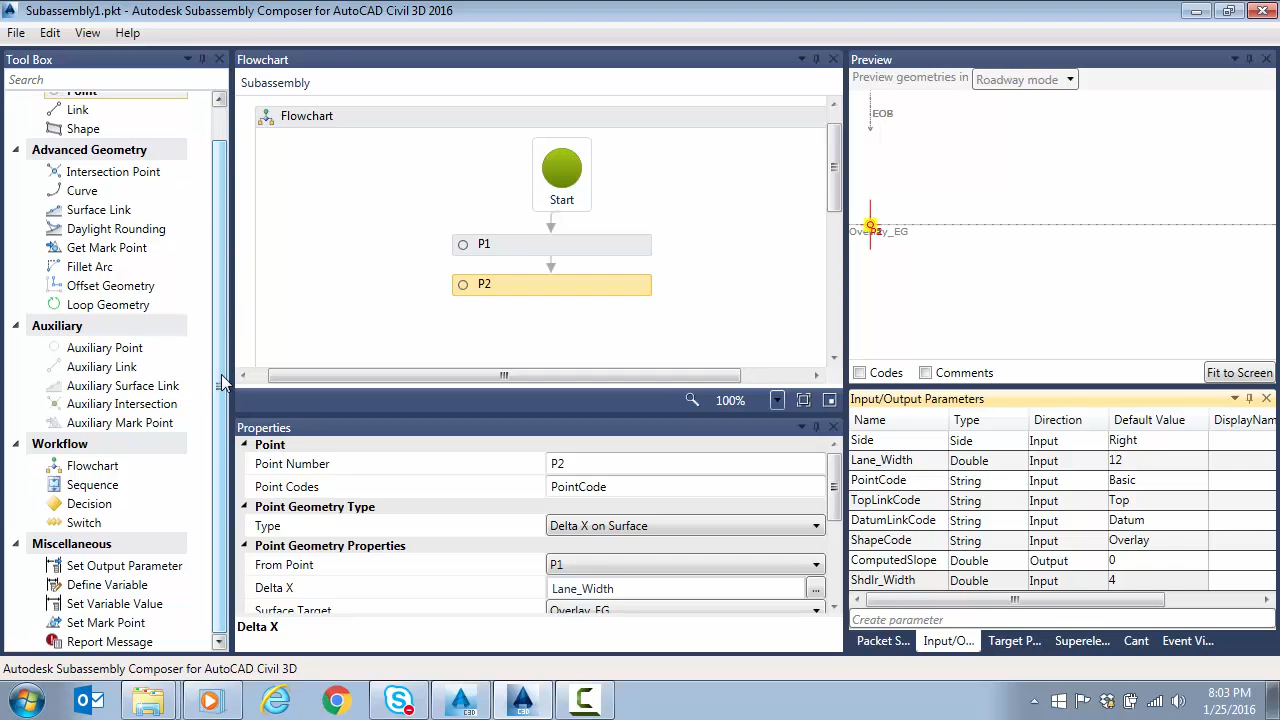 Subassembly1.pkt - Autodesk Subassembly Composer for AutoCAD Civil 3D 2016
File Edit View Help
Tool Box
Search
Point
Link
Shape
Advanced Geometry
Intersection Point
Curve
Surface Link
Daylight Rounding
Get Mark Point
Fillet Arc
Offset Geometry
Loop Geometry
Auxiliary
Auxiliary Point
Auxiliary Link
Auxiliary Surface Link
Auxiliary Intersection
Auxiliary Mark Point
Workflow
Flowchart
Sequence
Decision
Switch
Miscellaneous
Set Output Parameter
Define Variable
Set Variable Value
Set Mark Point
Report Message
Flowchart
Subassembly
Flowchart
Start
P1
P2
100%
Properties
Point
Point Number P2
Point Codes PointCode
Point Geometry Type
Type Delta X on Surface
Point Geometry Properties
From Point P1
Delta X Lane_Width ...
Surface Target Overlay_EG
Delta X
Preview
Preview geometries in Roadway mode
Codes Comments Fit to Screen
Input/Output Parameters
Name Type Direction Default Value DisplayNam
Side Side Input Right
Lane_Width Double Input 12
PointCode String Input Basic
TopLinkCode String Input Top
DatumLinkCode String Input Datum
ShapeCode String Input Overlay
ComputedSlope Double Output 0
Shdlr_Width Double Input 4
Create parameter
Packet S... Input/O... Target P... Superele... Cant Event Vi...
Autodesk Subassembly Composer for AutoCAD Civil 3D
8:03 PM
1/25/2016